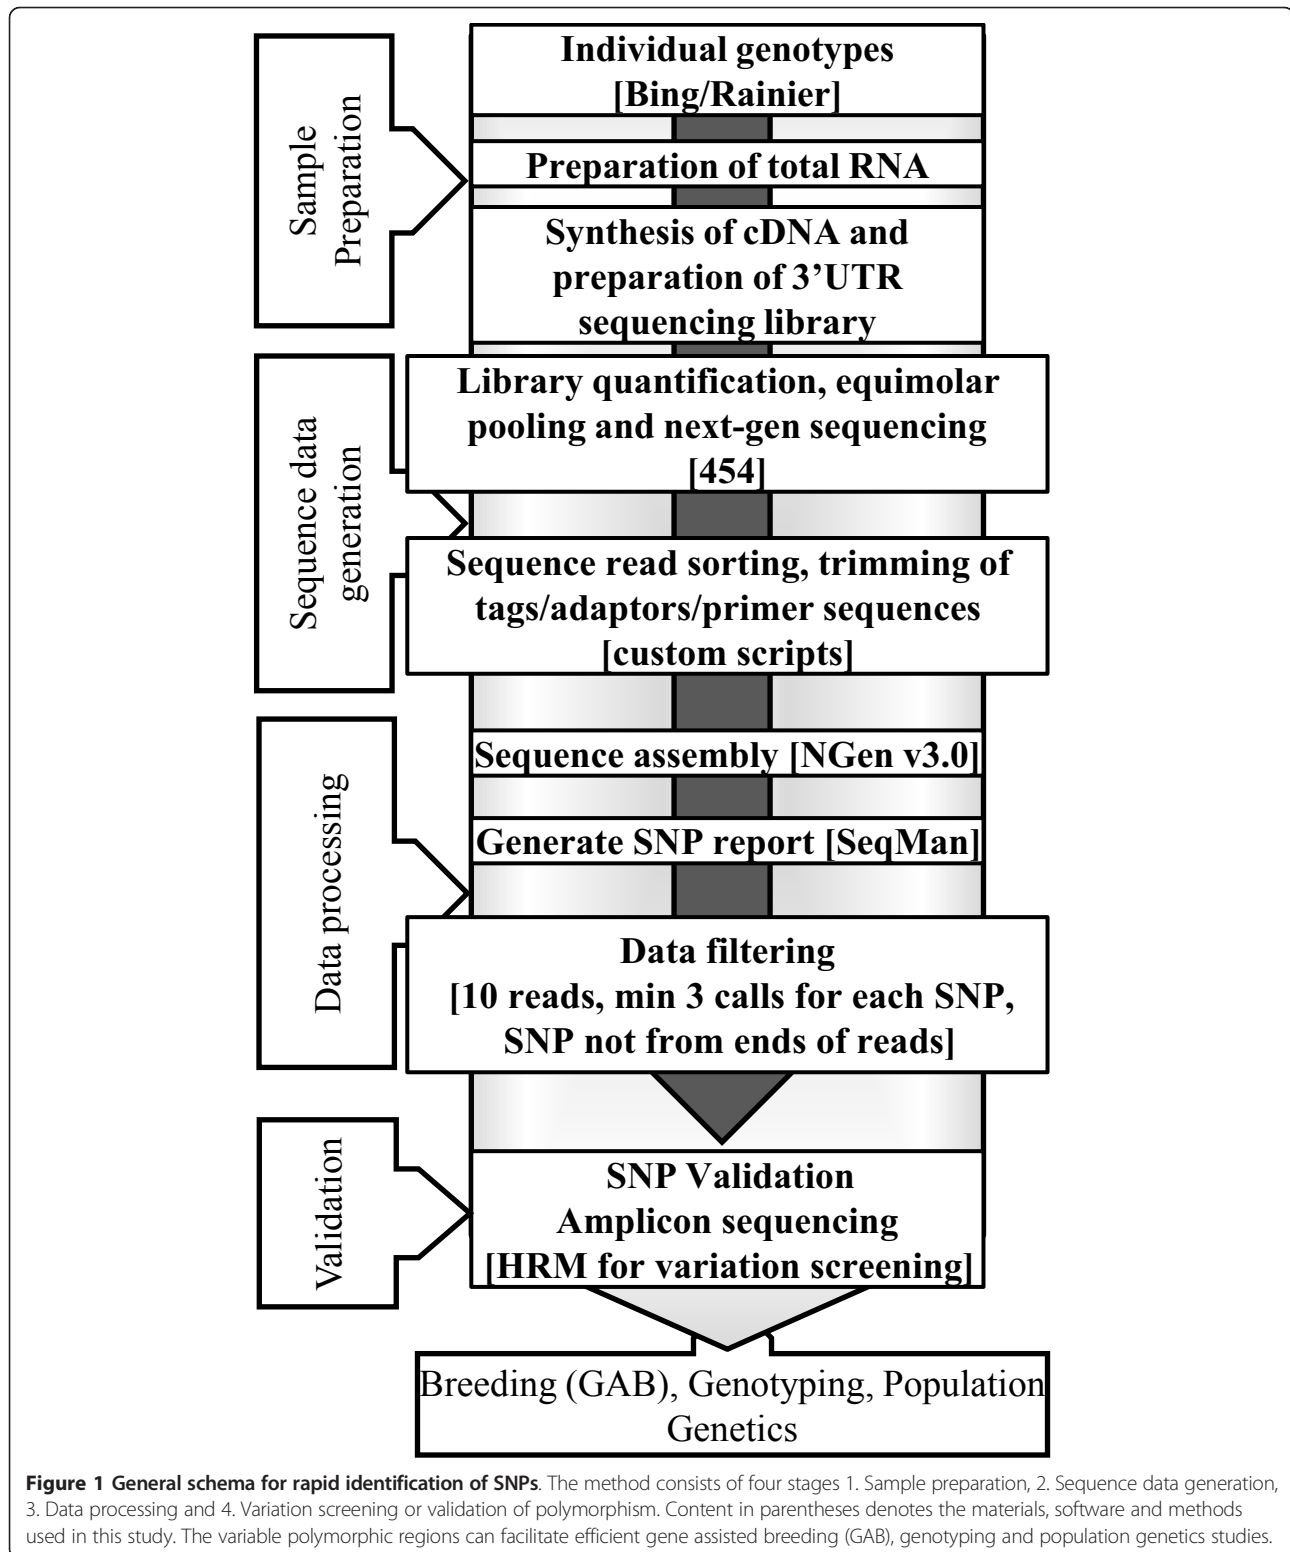 Sample
Preparation
Individual genotypes
[Bing/Rainier]
Preparation of total RNA
Synthesis of cDNA and
preparation of 3’UTR
sequencing library
Sequence data
generation
Library quantification, equimolar
pooling and next-gen sequencing
[454]
Sequence read sorting, trimming of
tags/adaptors/primer sequences
[custom scripts]
Data processing
Sequence assembly [NGen v3.0]
Generate SNP report [SeqMan]
Data filtering
[10 reads, min 3 calls for each SNP,
SNP not from ends of reads]
Validation
SNP Validation
Amplicon sequencing
[HRM for variation screening]
Breeding (GAB), Genotyping, Population
Genetics
Figure 1 General schema for rapid identification of SNPs. The method consists of four stages 1. Sample preparation, 2. Sequence data generation,
3. Data processing and 4. Variation screening or validation of polymorphism. Content in parentheses denotes the materials, software and methods
used in this study. The variable polymorphic regions can facilitate efficient gene assisted breeding (GAB), genotyping and population genetics studies.